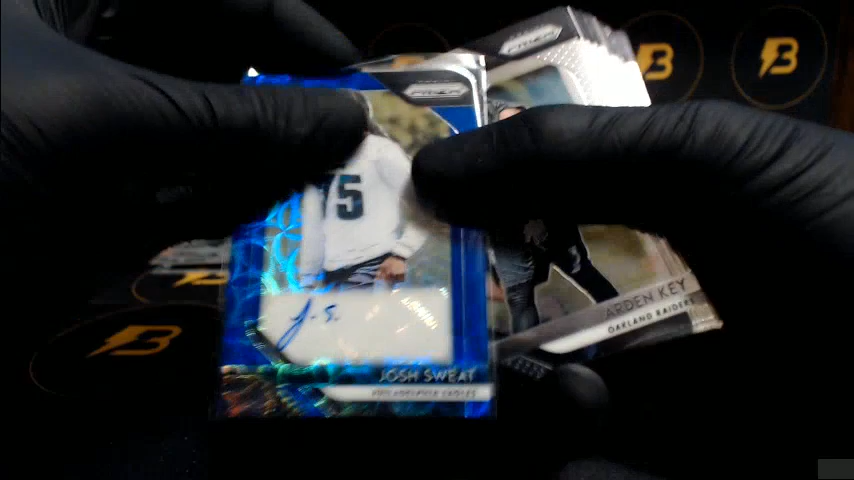 PRIZM
PRIZM
B
B
75
J. S.
ARDEN KEY
OAKLAND RAIDERS
JOSH SWEAT
PHILADELPHIA EAGLES
B